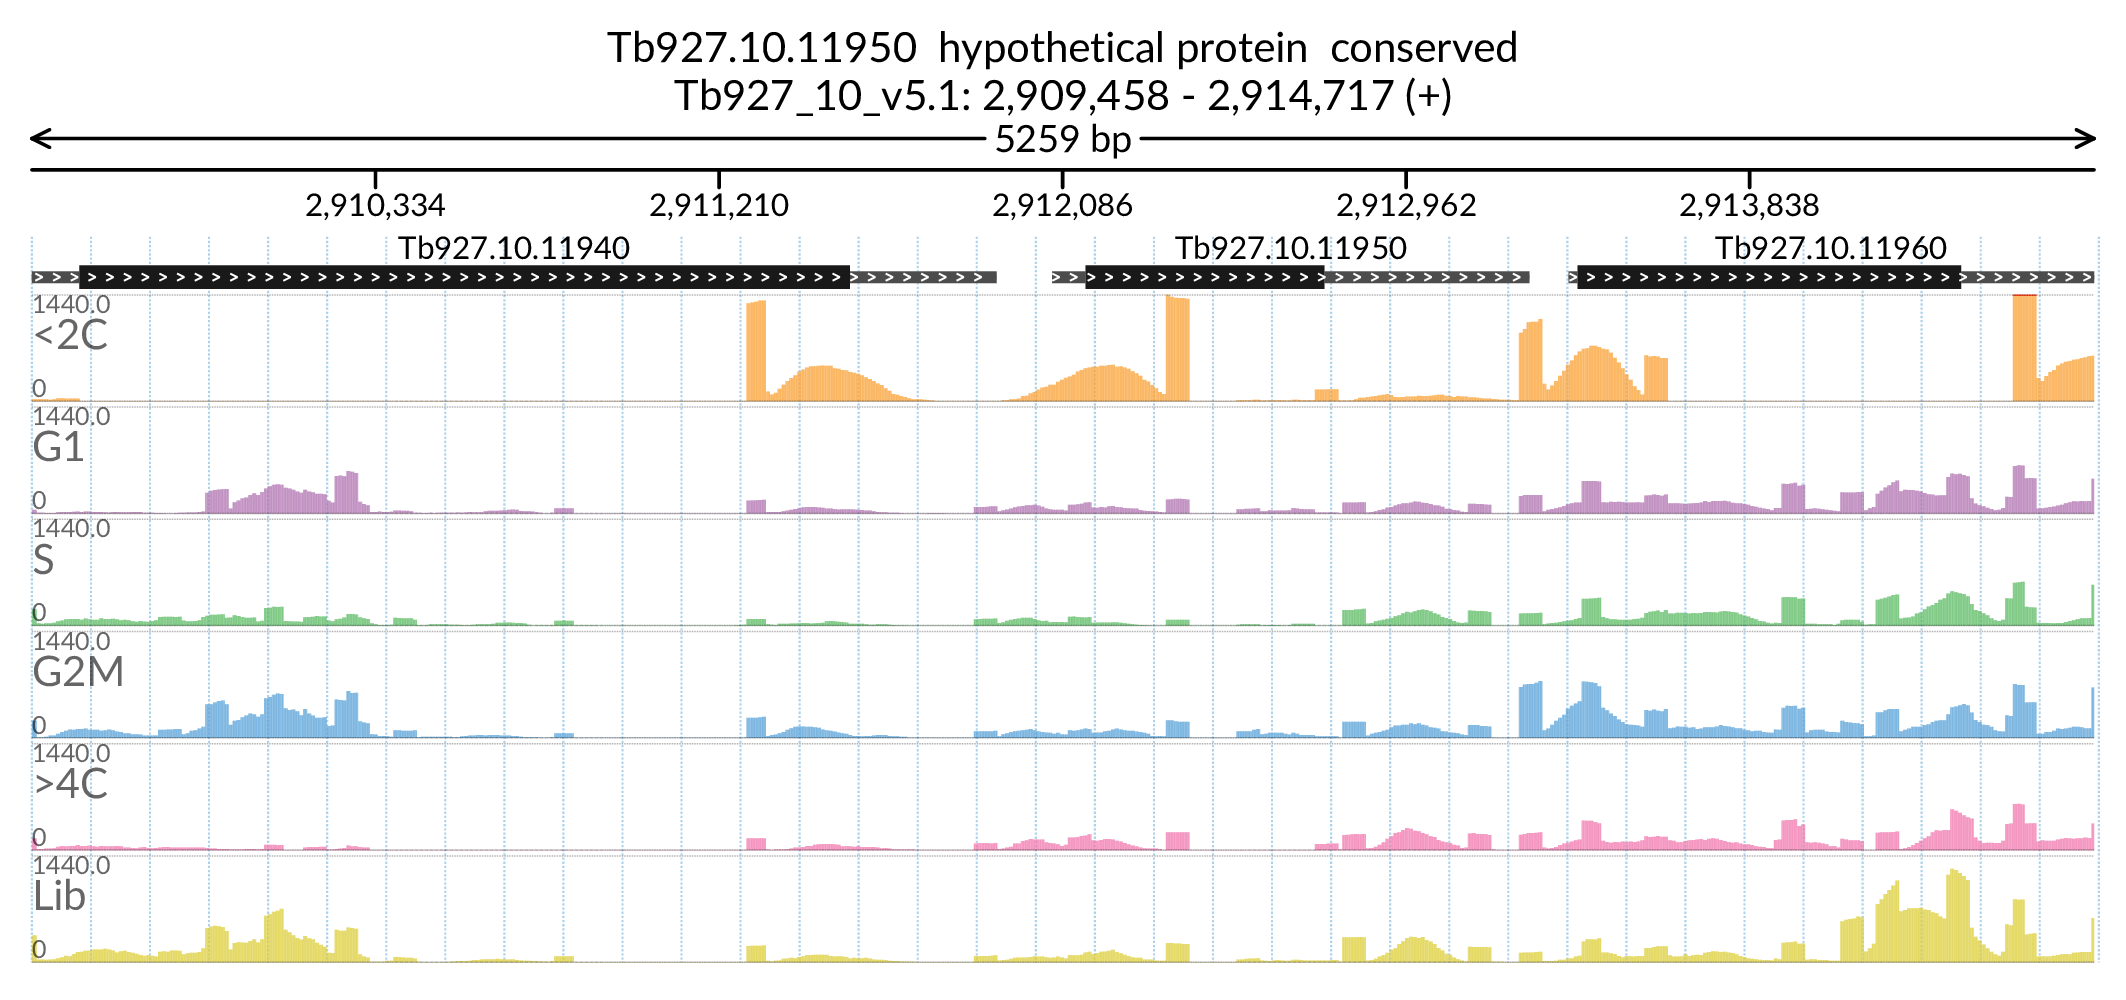 Tb927.10.11950 hypothetical protein conserved
Tb927_10_v5.1: 2,909,458 - 2,914,717 (+)
5259 bp
2,910,334 2,911,210 2,912,086 2,912,962 2,913,838
Tb927.10.11940 Tb927.10.11950 Tb927.10.11960
1440.0
<2C
0
1440.0
G1
0
1440.0
S
0
1440.0
G2M
0
1440.0
>4C
0
1440.0
Lib
0